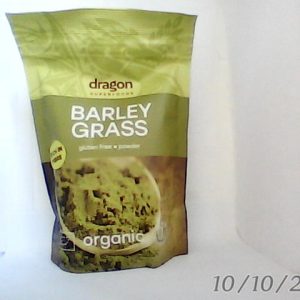 dragon
SUPERFOODS
BARLEY
GRASS
gluten free • powder
organic
10/10/2